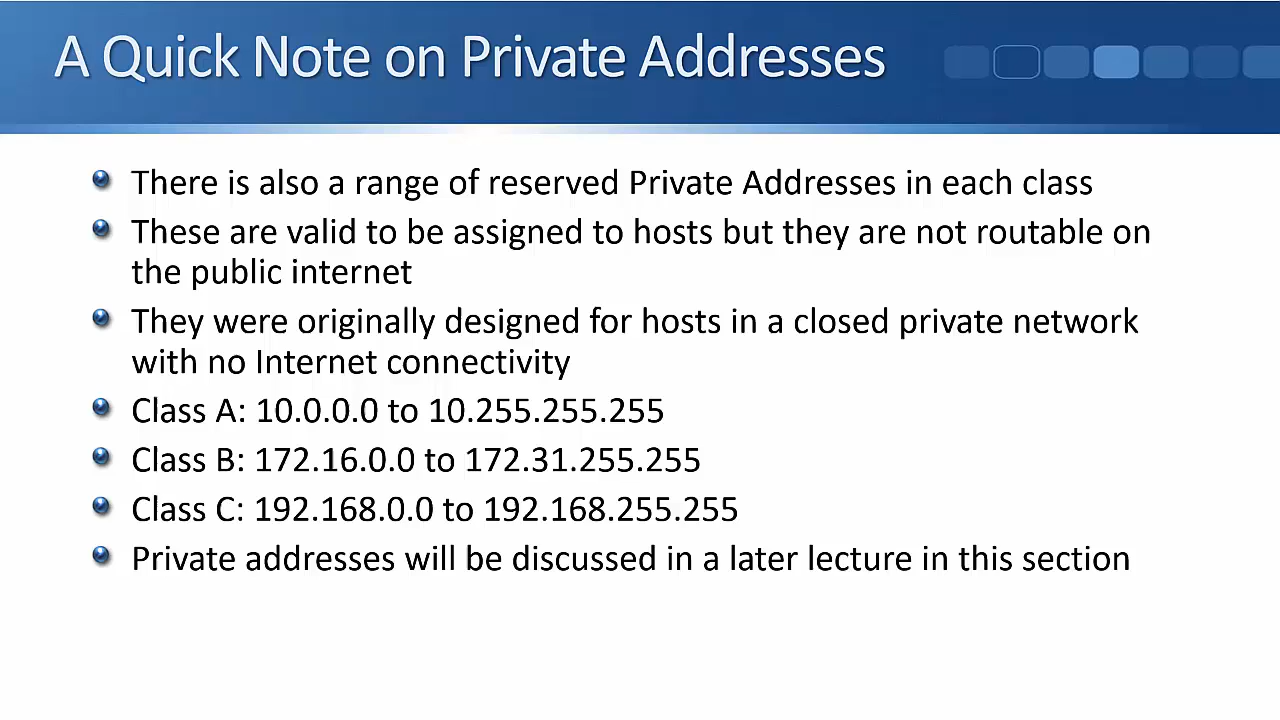 A Quick Note on Private Addresses
There is also a range of reserved Private Addresses in each class
These are valid to be assigned to hosts but they are not routable on
the public internet
They were originally designed for hosts in a closed private network
with no Internet connectivity
Class A: 10.0.0.0 to 10.255.255.255
Class B: 172.16.0.0 to 172.31.255.255
Class C: 192.168.0.0 to 192.168.255.255
Private addresses will be discussed in a later lecture in this section